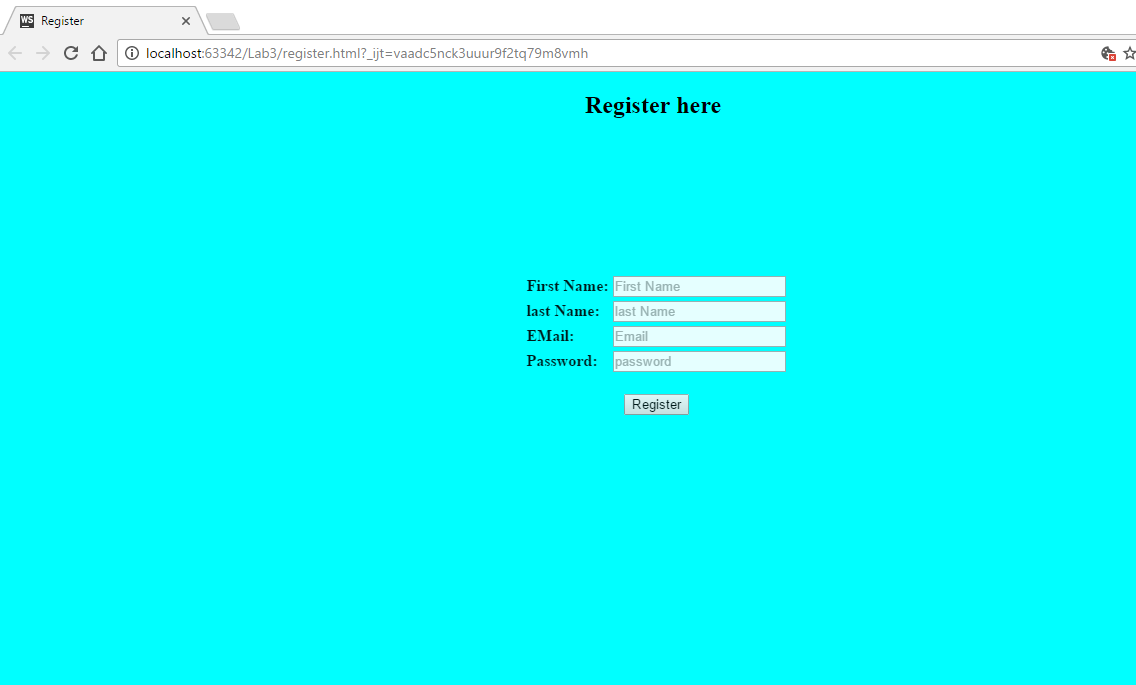 WS Register
localhost:63342/Lab3/register.html?_ijt=vaadc5nck3uuur9f2tq79m8vmh
Register here
First Name: First Name
last Name: last Name
EMail: Email
Password: password
Register